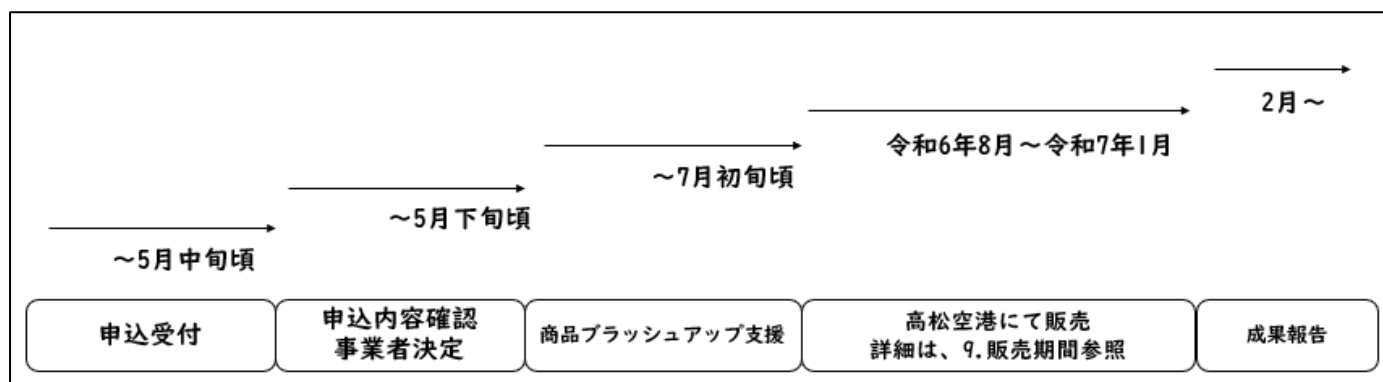 2月～
令和6年8月～令和7年1月
～7月初旬頃
～5月下旬頃
～5月中旬頃
申込受付
申込内容確認
事業者決定
商品ブラッシュアップ支援
高松空港にて販売
詳細は、9.販売期間参照
成果報告